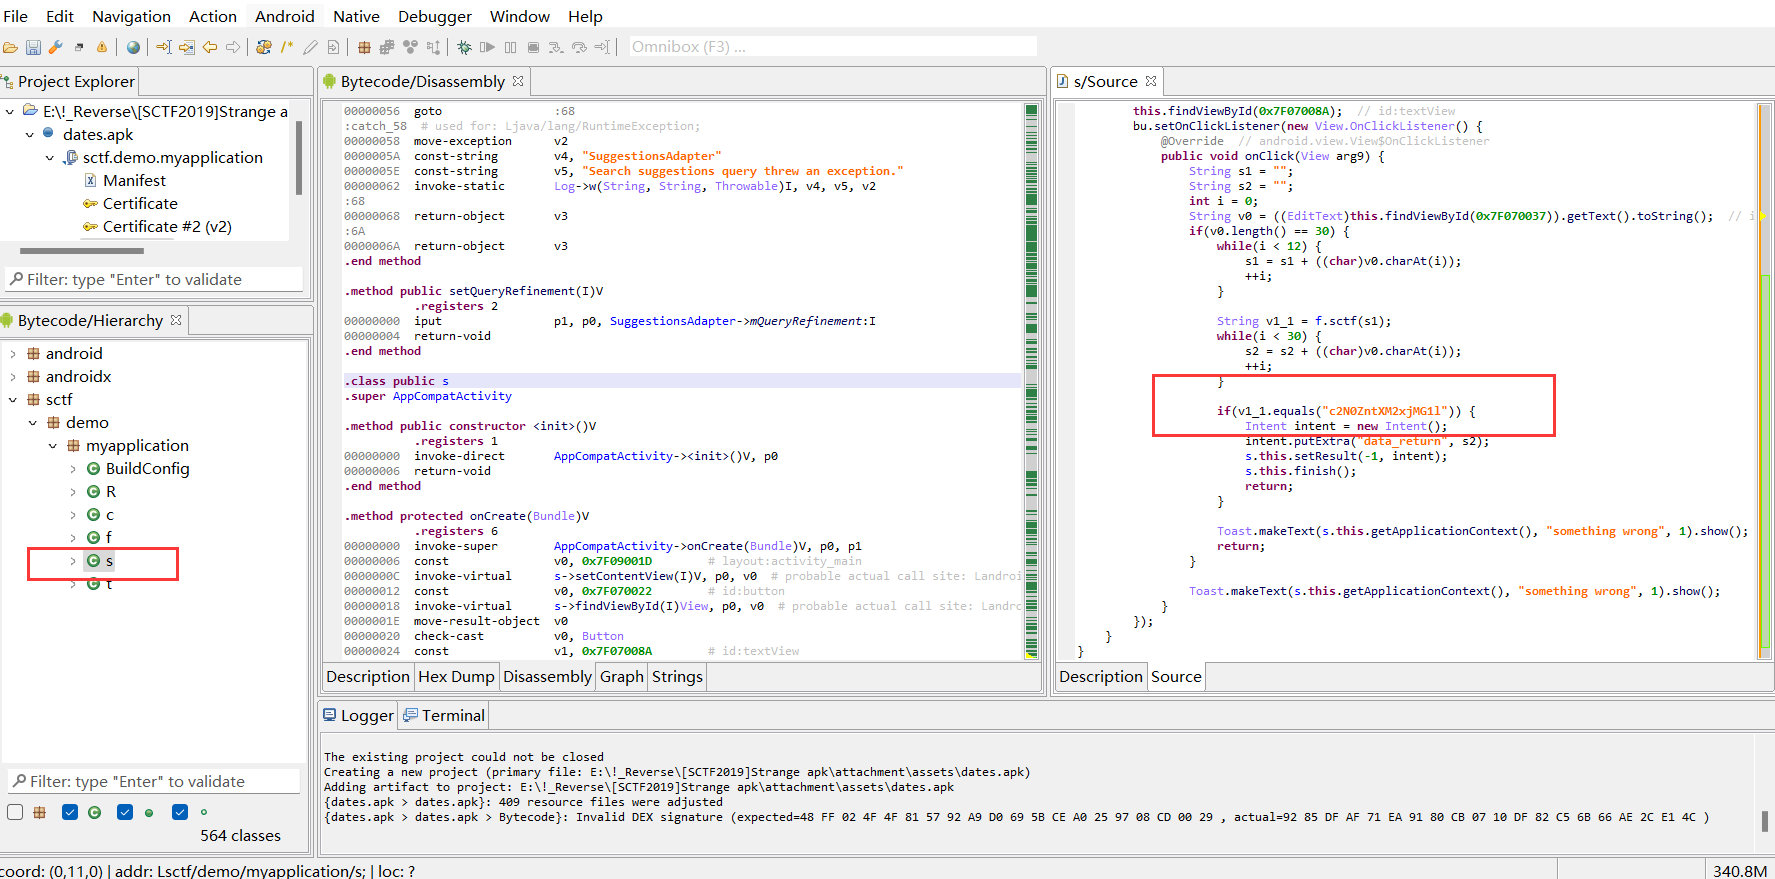 File Edit Navigation Action Android Native Debugger Window Help
Omnibox (F3) ...
Project Explorer
E:\!_Reverse\[SCTF2019]Strange a
dates.apk
sctf.demo.myapplication
Manifest
Certificate
Certificate #2 (v2)
Filter: type "Enter" to validate
Bytecode/Hierarchy
android
androidx
sctf
demo
myapplication
BuildConfig
R
c
f
s
t
Filter: type "Enter" to validate
564 classes
Bytecode/Disassembly
00000056 goto :68
:catch_58 # used for: Ljava/lang/RuntimeException;
00000058 move-exception v2
0000005A const-string v4, "SuggestionsAdapter"
0000005E const-string v5, "Search suggestions query threw an exception."
00000062 invoke-static Log->w(String, String, Throwable)I, v4, v5, v2
:68
00000068 return-object v3
:6A
0000006A return-object v3
.end method
.method public setQueryRefinement(I)V
.registers 2
00000000 iput p1, p0, SuggestionsAdapter->mQueryRefinement:I
00000004 return-void
.end method
.class public s
.super AppCompatActivity
.method public constructor <init>()V
.registers 1
00000000 invoke-direct AppCompatActivity-><init>()V, p0
00000006 return-void
.end method
.method protected onCreate(Bundle)V
.registers 6
00000000 invoke-super AppCompatActivity->onCreate(Bundle)V, p0, p1
00000006 const v0, 0x7F09001D # layout:activity_main
0000000C invoke-virtual s->setContentView(I)V, p0, v0 # probable actual call site: Landroi
00000012 const v0, 0x7F070022 # id:button
00000018 invoke-virtual s->findViewById(I)View, p0, v0 # probable actual call site: Landrc
0000001E move-result-object v0
00000020 check-cast v0, Button
00000024 const v1, 0x7F07008A # id:textView
Description Hex Dump Disassembly Graph Strings
s/Source
this.findViewById(0x7F07008A); // id:textView
bu.setOnClickListener(new View.OnClickListener() {
@Override // android.view.View$OnClickListener
public void onClick(View arg9) {
String s1 = "";
String s2 = "";
int i = 0;
String v0 = ((EditText)this.findViewById(0x7F070037)).getText().toString(); // i
if(v0.length() == 30) {
while(i < 12) {
s1 = s1 + ((char)v0.charAt(i));
++i;
}
String v1_1 = f.sctf(s1);
while(i < 30) {
s2 = s2 + ((char)v0.charAt(i));
++i;
}
if(v1_1.equals("c2N0ZntXM2xjMG1l")) {
Intent intent = new Intent();
intent.putExtra("data_return", s2);
s.this.setResult(-1, intent);
s.this.finish();
return;
}
Toast.makeText(s.this.getApplicationContext(), "something wrong", 1).show();
return;
}
Toast.makeText(s.this.getApplicationContext(), "something wrong", 1).show();
}
});
}
}
Description Source
Logger Terminal
The existing project could not be closed
Creating a new project (primary file: E:\!_Reverse\[SCTF2019]Strange apk\attachment\assets\dates.apk)
Adding artifact to project: E:\!_Reverse\[SCTF2019]Strange apk\attachment\assets\dates.apk
{dates.apk > dates.apk}: 409 resource files were adjusted
{dates.apk > dates.apk > Bytecode}: Invalid DEX signature (expected=48 FF 02 4F 4F 81 57 92 A9 D0 69 5B CE A0 25 97 08 CD 00 29 , actual=92 85 DF AF 71 EA 91 80 CB 07 10 DF 82 C5 6B 66 AE 2C E1 4C )
coord: (0,11,0) | addr: Lsctf/demo/myapplication/s; | loc: ?
340.8M